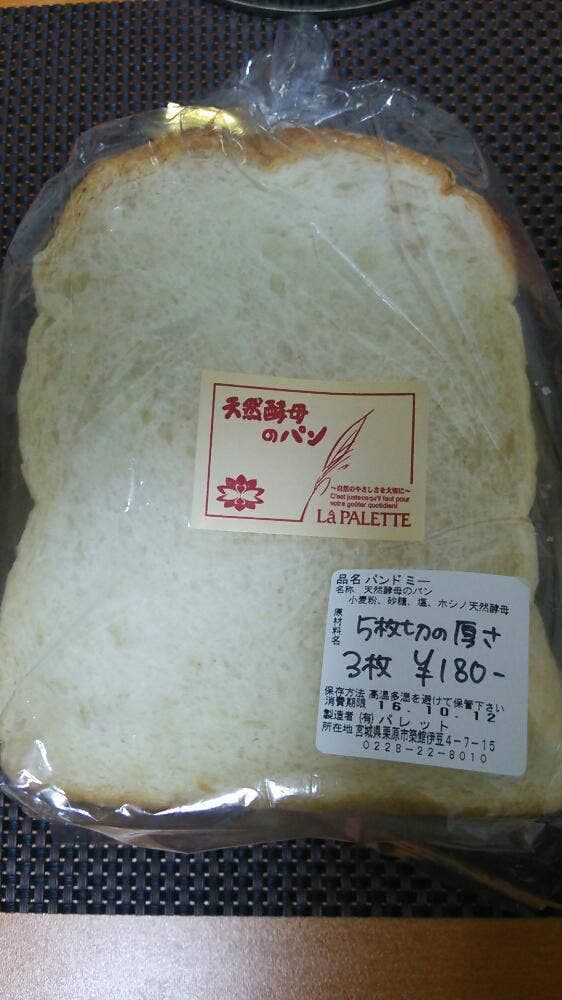 天然酵母
のパン
～自然のやさしさを大切に～
C'est justecequ'il faut pour
votre goûter quotidien!
Lâ PALETTE
品名 パンドミー
名称 天然酵母のパン
原材料名 小麦粉、砂糖、塩、ホシノ天然酵母
5枚切の厚さ
3枚 ¥180-
保存方法 高温多湿を避けて保管下さい
消費期限 16-10-12
製造者 (有)パレット
所在地 宮城県栗原市築館伊豆4-7-15
0228-22-8010